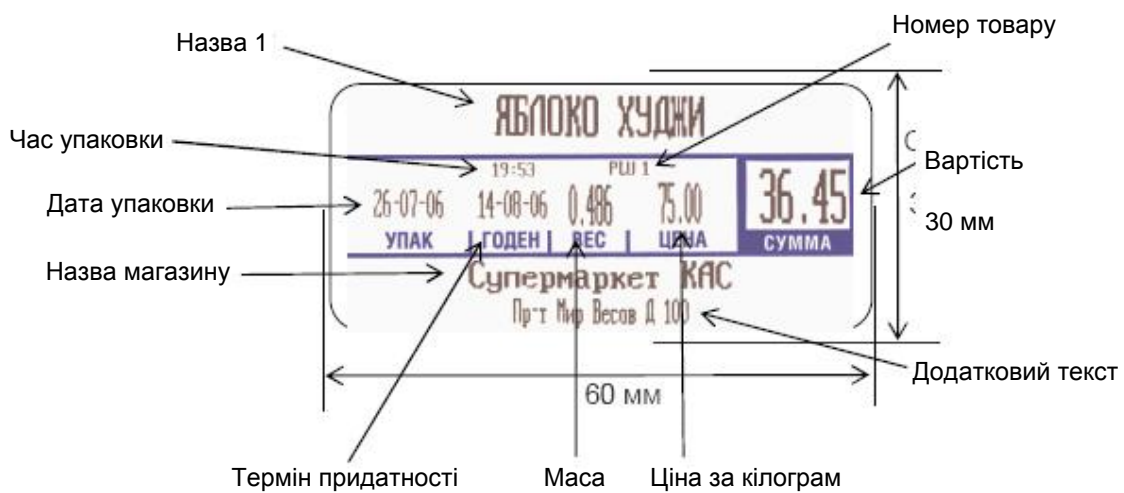 Номер товару
Назва 1
ЯБЛОКО ХУДЖИ
Час упаковки
19:53 РШ 1
Вартість
26-07-06 14-08-06 0.486 75.00 36.45
Дата упаковки
30 мм
УПАК ГОДЕН ВЕС ЦЕНА СУММА
Назва магазину
Супермаркет КАС
Пр-т Мир Весов Д 100
Додатковий текст
60 мм
Термін придатності Маса Ціна за кілограм